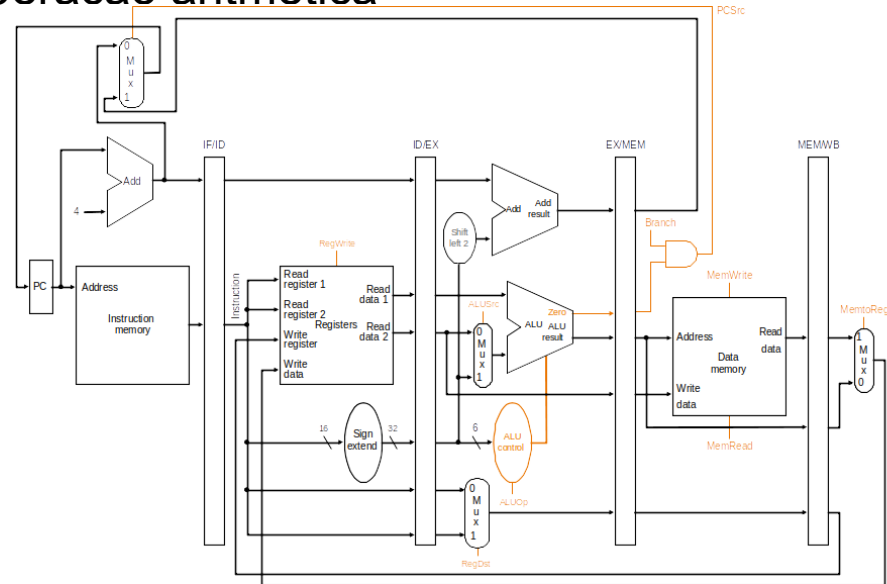 PCSrc
0
M
u
x
1
IF/ID
ID/EX
EX/MEM
MEM/WB
Add
4
Add
Add
result
Shift
left 2
Branch
RegWrite
MemWrite
MemtoReg
PC
Address
Instruction
memory
Instruction
Read
register 1
Read
register 2
Write
register
Write
data
Registers
Read
data 1
Read
data 2
ALUSrc
0
M
u
x
1
Zero
ALU
ALU
result
Address
Write
data
Data
memory
Read
data
1
M
u
x
0
16
Sign
extend
32
6
ALU
control
MemRead
ALUOp
0
M
u
x
1
RegDst